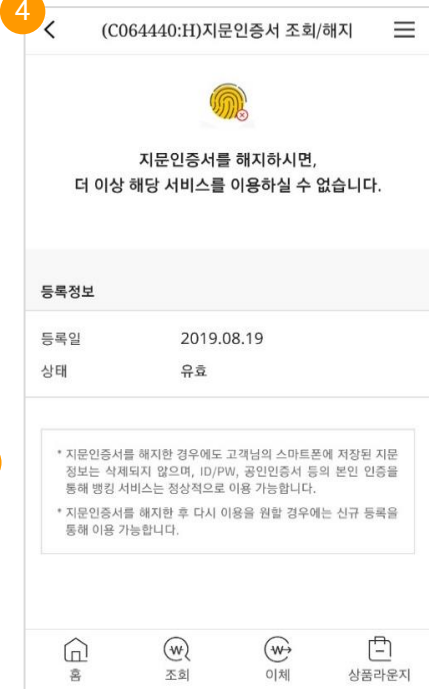 4
(C064440:H)지문인증서 조회/해지
지문인증서를 해지하시면,
더 이상 해당 서비스를 이용하실 수 없습니다.
등록정보
등록일 2019.08.19
상태 유효
* 지문인증서를 해지한 경우에도 고객님의 스마트폰에 저장된 지문
정보는 삭제되지 않으며, ID/PW, 공인인증서 등의 본인 인증을
통해 뱅킹 서비스는 정상적으로 이용 가능합니다.
* 지문인증서를 해지한 후 다시 이용을 원할 경우에는 신규 등록을
통해 이용 가능합니다.
홈 조회 이체 상품라운지